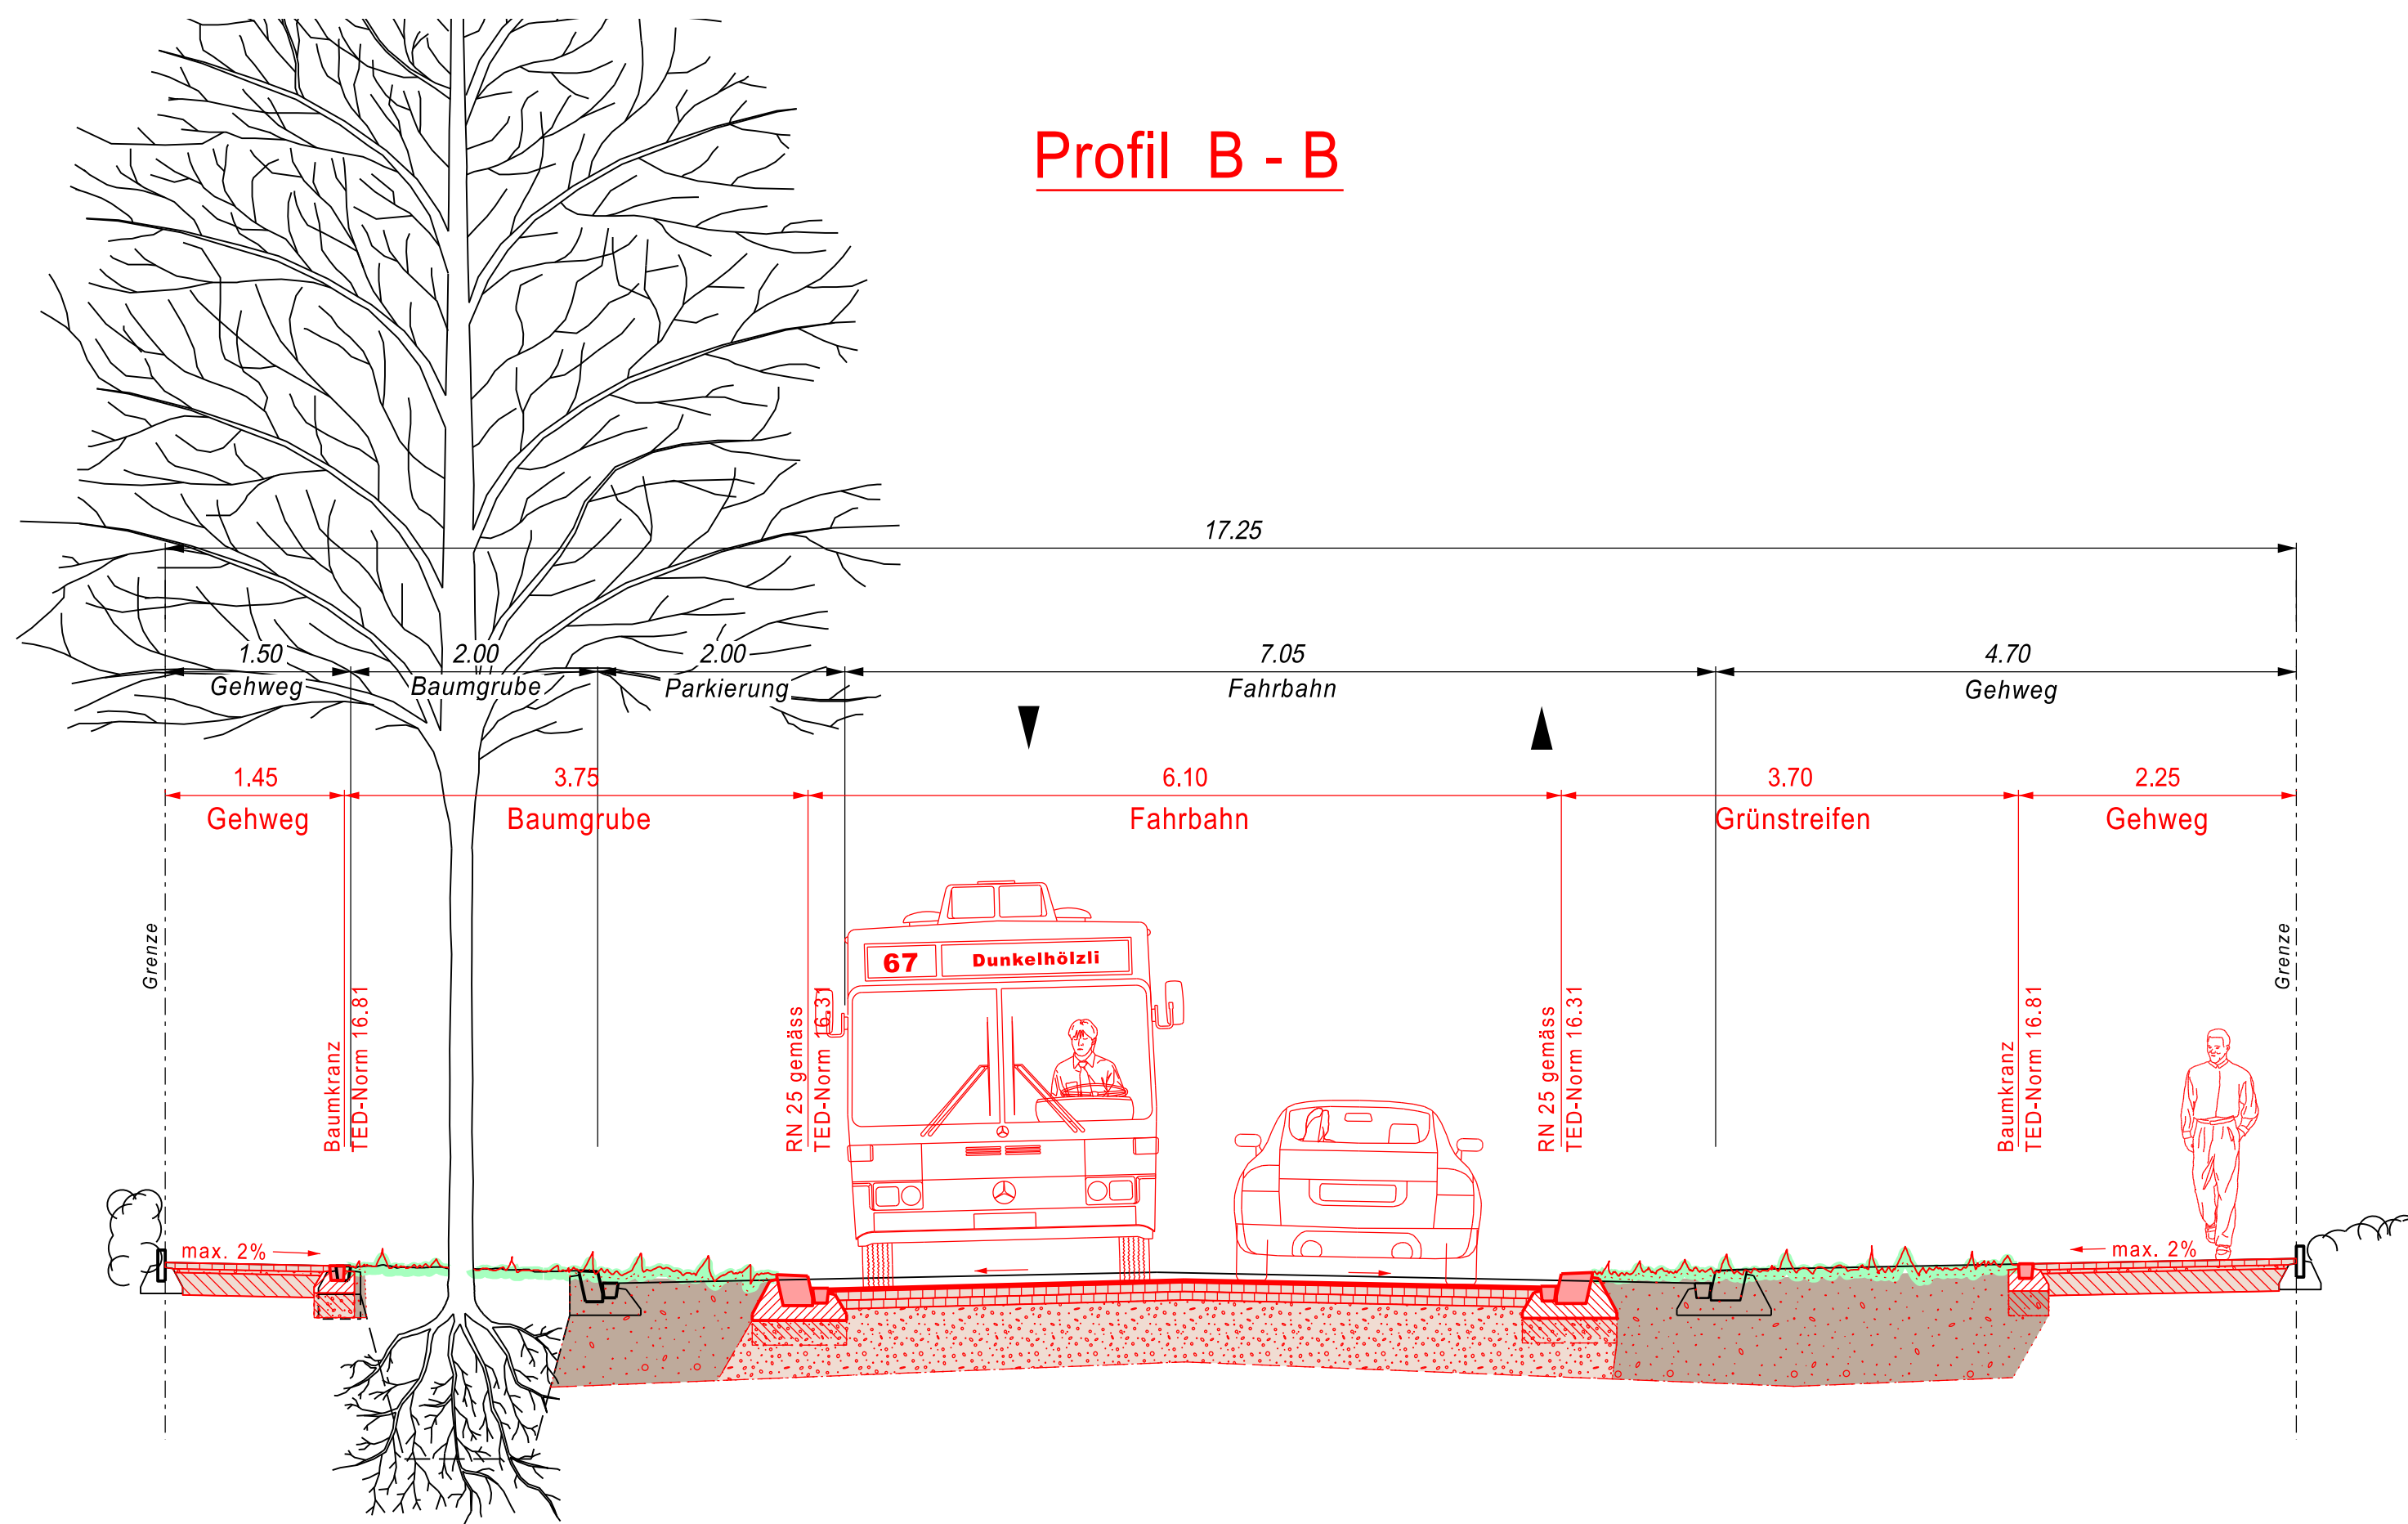 Profil B - B
17.25
1.50 2.00 2.00 7.05 4.70
Gehweg Baumgrube Parkierung Fahrbahn Gehweg
1.45 3.75 6.10 3.70 2.25
Gehweg Baumgrube Fahrbahn Grünstreifen Gehweg
Grenze
Baumkranz
TED-Norm 16.81
RN 25 gemäss
TED-Norm 16.31
67 Dunkelhölzli
RN 25 gemäss
TED-Norm 16.31
Baumkranz
TED-Norm 16.81
Grenze
max. 2%
max. 2%